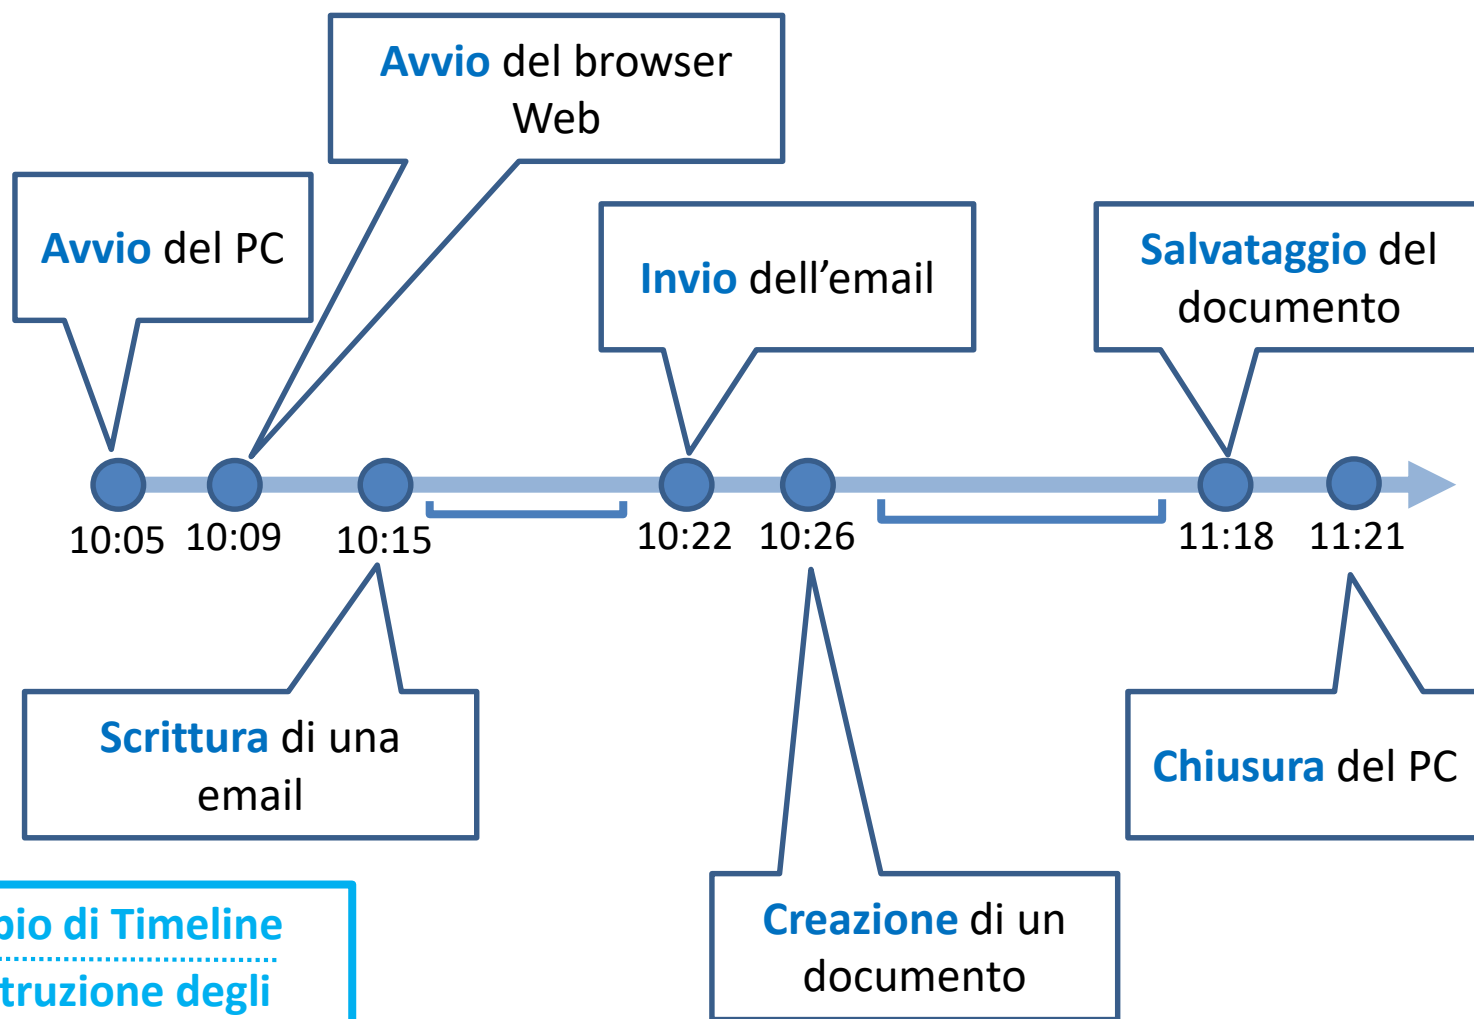 Avvio del browser
Web
Avvio del PC
Invio dell’email
Salvataggio del
documento
10:05 10:09 10:15 10:22 10:26 11:18 11:21
Scrittura di una
email
Chiusura del PC
Creazione di un
documento
di Timeline
degli